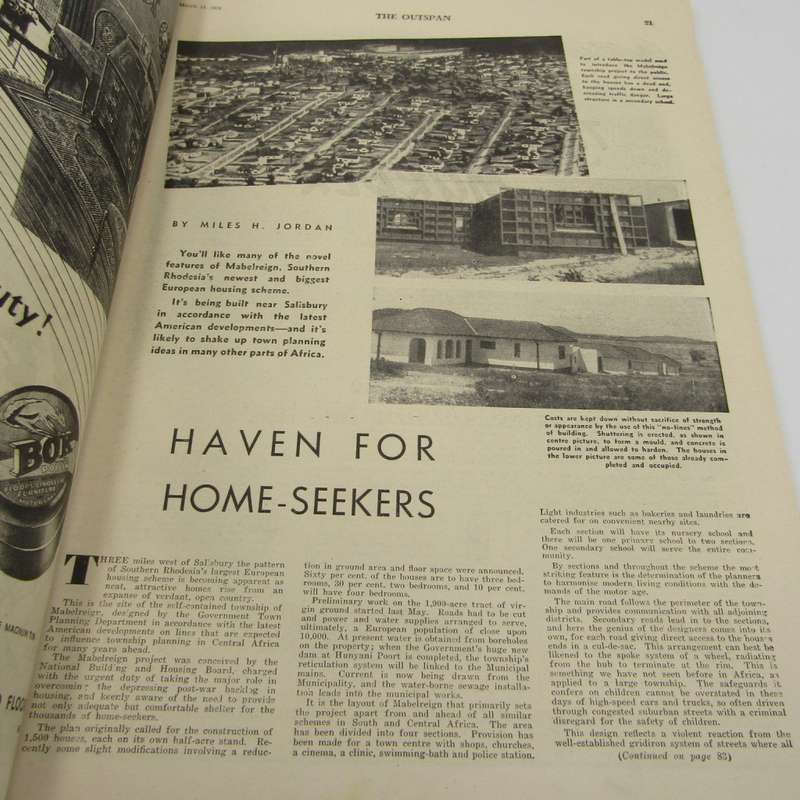 THE OUTSPAN
21
Part of a table-top model used
to introduce the Mabelreign
township project to the public.
Each road giving direct access
to the houses has a dead end,
keeping speeds down and de-
creasing traffic danger. Large
structure is a secondary school.
BY MILES H. JORDAN
You'll like many of the novel
features of Mabelreign, Southern
Rhodesia's newest and biggest
European housing scheme.
It's being built near Salisbury
in accordance with the latest
American developments—and it's
likely to shake up town planning
ideas in many other parts of Africa.
Costs are kept down without sacrifice of strength
or appearance by the use of this "no-fines" method
of building. Shuttering is erected, as shown in
centre picture, to form a mould, and concrete is
poured in and allowed to harden. The houses in
the lower picture are some of those already com-
pleted and occupied.
HAVEN FOR
HOME-SEEKERS
THREE miles west of Salisbury the pattern
of Southern Rhodesia's largest European
housing scheme is becoming apparent as
neat, attractive homes rise from an
expanse of verdant, open country.
This is the site of the self-contained township of
Mabelreign, designed by the Government Town
Planning Department in accordance with the latest
American developments on lines that are expected
to influence township planning in Central Africa
for many years ahead.
The Mabelreign project was conceived by the
National Building and Housing Board, charged
with the urgent duty of taking the major role in
overcoming the depressing post-war backlog in
housing, and keenly aware of the need to provide
not only adequate but comfortable shelter for the
thousands of home-seekers.
The plan originally called for the construction of
1,500 houses, each on its own half-acre stand. Re-
cently some slight modifications involving a reduc-
tion in ground area and floor space were announced.
Sixty per cent. of the houses are to have three bed-
rooms, 30 per cent. two bedrooms, and 10 per cent.
will have four bedrooms.
Preliminary work on the 1,900-acre tract of vir-
gin ground started last May. Roads had to be cut
and power and water supplies arranged to serve,
ultimately, a European population of close upon
10,000. At present water is obtained from boreholes
on the property; when the Government's huge new
dam at Hunyani Poort is completed, the township's
reticulation system will be linked to the Municipal
mains. Current is now being drawn from the
Municipality, and the water-borne sewage installa-
tion leads into the municipal works.
It is the layout of Mabelreign that primarily sets
the project apart from and ahead of all similar
schemes in South and Central Africa. The area
has been divided into four sections. Provision has
been made for a town centre with shops, churches,
a cinema, a clinic, swimming-bath and police station.
Light industries such as bakeries and laundries are
catered for on convenient nearby sites.
Each section will have its nursery school and
there will be one primary school to two sections.
One secondary school will serve the entire com-
munity.
By sections and throughout the scheme the most
striking feature is the determination of the planners
to harmonise modern living conditions with the de-
mands of the motor age.
The main road follows the perimeter of the town-
ship and provides communication with all adjoining
districts. Secondary roads lead in to the sections,
and here the genius of the designers comes into its
own, for each road giving direct access to the houses
ends in a cul-de-sac. This arrangement can best be
likened to the spoke system of a wheel, radiating
from the hub to terminate at the rim. This is
something we have not seen before in Africa, as
applied to a large township. The safeguards it
confers on children cannot be overstated in these
days of high-speed cars and trucks, so often driven
through congested suburban streets with a criminal
disregard for the safety of children.
This design reflects a violent reaction from the
well-established gridiron system of streets where all
(Continued on page 83)
uty!
BOK
FLOOR, LINOLEUM
FURNITURE